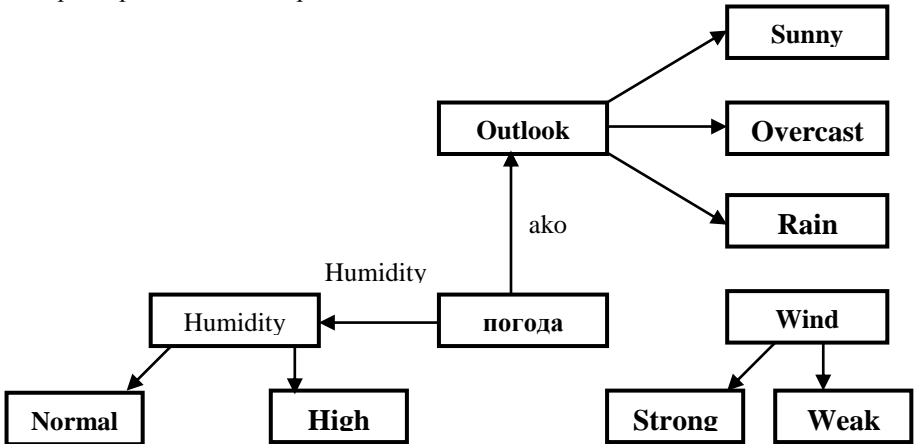 Sunny
Outlook
Overcast
ako
Rain
Humidity
Humidity
погода
Wind
Normal
High
Strong
Weak